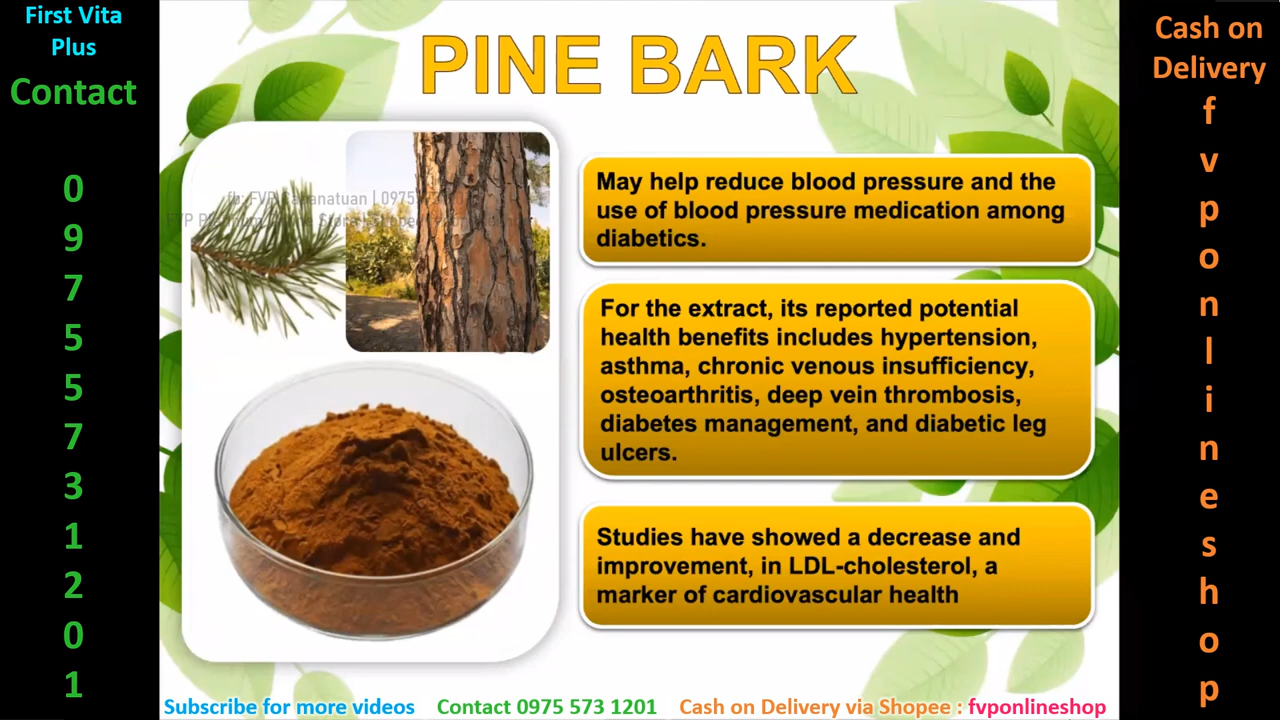 First Vita
Plus
Contact
0
9
7
5
5
7
3
1
2
0
1
PINE BARK
May help reduce blood pressure and the
use of blood pressure medication among
diabetics.
For the extract, its reported potential
health benefits includes hypertension,
asthma, chronic venous insufficiency,
osteoarthritis, deep vein thrombosis,
diabetes management, and diabetic leg
ulcers.
Studies have showed a decrease and
improvement, in LDL-cholesterol, a
marker of cardiovascular health
Subscribe for more videos Contact 0975 573 1201 Cash on Delivery via Shopee : fvponlineshop
Cash on
Delivery
f
v
p
o
n
l
i
n
e
s
h
o
p